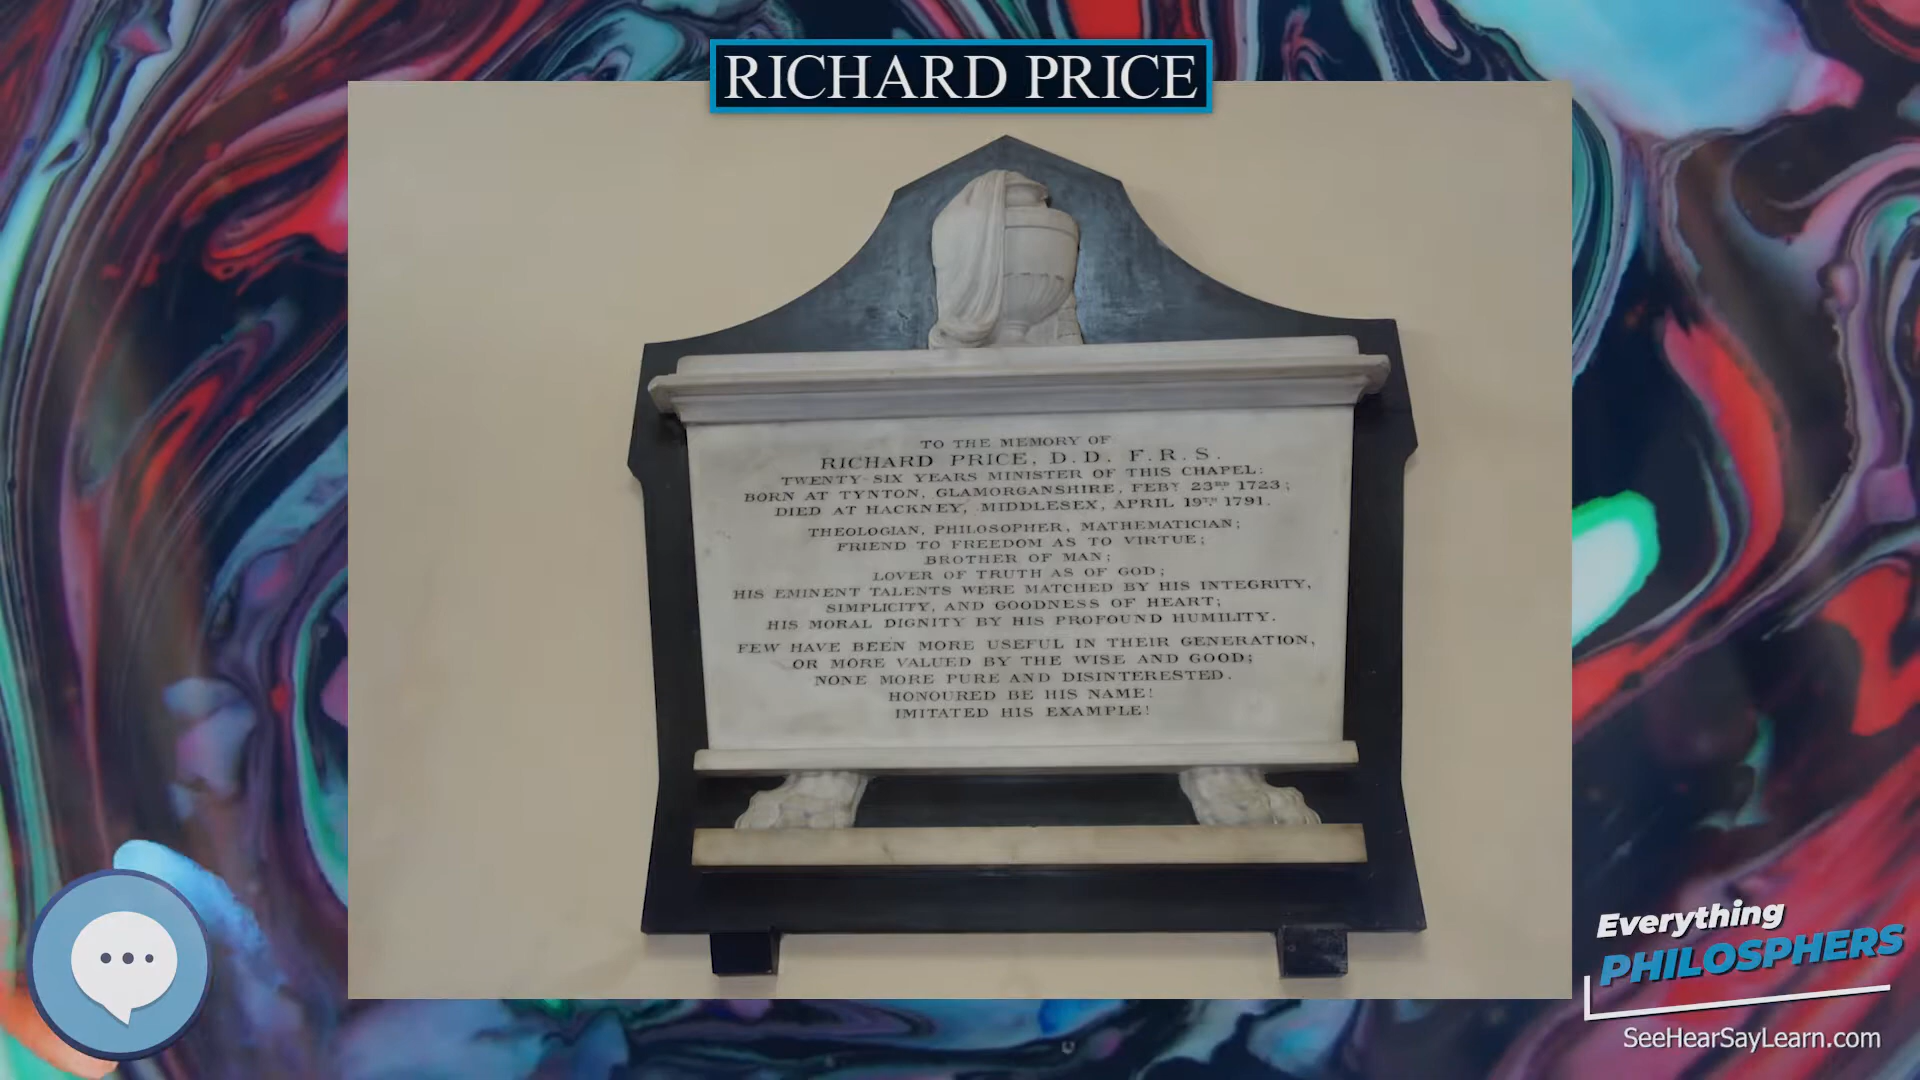 RICHARD PRICE
TO THE MEMORY OF
RICHARD PRICE, D.D. F.R.S.
TWENTY-SIX YEARS MINISTER OF THIS CHAPEL:
BORN AT TYNTON, GLAMORGANSHIRE, FEBY 23RD 1723;
DIED AT HACKNEY, MIDDLESEX, APRIL 19TH 1791.
THEOLOGIAN, PHILOSOPHER, MATHEMATICIAN;
FRIEND TO FREEDOM AS TO VIRTUE;
BROTHER OF MAN;
LOVER OF TRUTH AS OF GOD;
HIS EMINENT TALENTS WERE MATCHED BY HIS INTEGRITY,
SIMPLICITY, AND GOODNESS OF HEART;
HIS MORAL DIGNITY BY HIS PROFOUND HUMILITY.
FEW HAVE BEEN MORE USEFUL IN THEIR GENERATION,
OR MORE VALUED BY THE WISE AND GOOD;
NONE MORE PURE AND DISINTERESTED.
HONOURED BE HIS NAME!
IMITATED HIS EXAMPLE!
Everything
PHILOSPHERS
SeeHearSayLearn.com